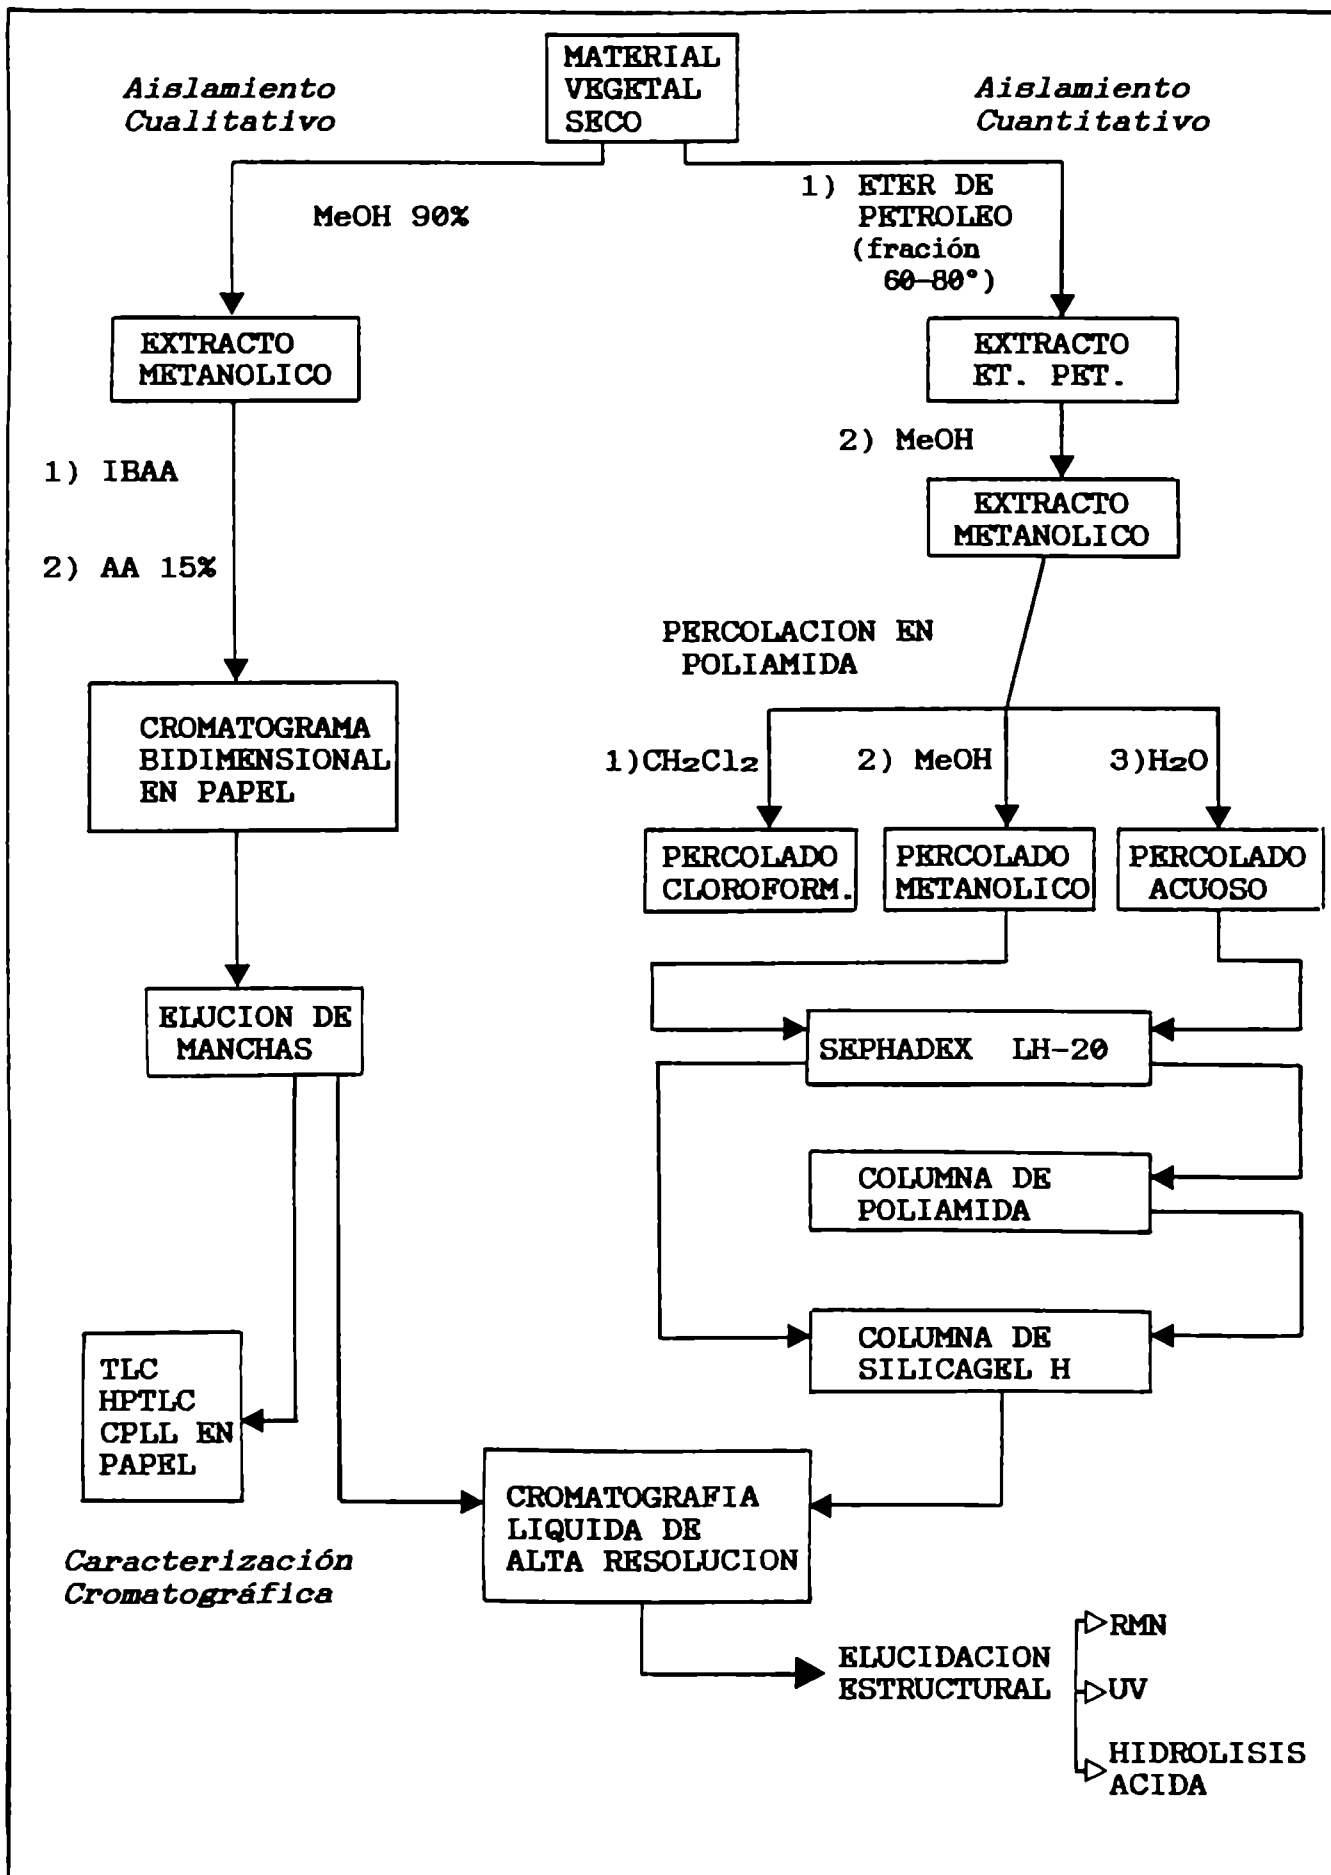 MATERIAL
VEGETAL
SECO
Aislamiento
Cualitativo
Aislamiento
Cuantitativo
MeOH 90%
1) ETER DE
PETROLEO
(fración
60-80°)
EXTRACTO
METANOLICO
EXTRACTO
ET. PET.
2) MeOH
1) IBAA
2) AA 15%
EXTRACTO
METANOLICO
PERCOLACION EN
POLIAMIDA
CROMATOGRAMA
BIDIMENSIONAL
EN PAPEL
1)CH₂Cl₂
2) MeOH
3)H₂O
PERCOLADO
CLOROFORM.
PERCOLADO
METANOLICO
PERCOLADO
ACUOSO
ELUCION DE
MANCHAS
SEPHADEX LH-20
COLUMNA DE
POLIAMIDA
COLUMNA DE
SILICAGEL H
TLC
HPTLC
CPLL EN
PAPEL
Caracterización
Cromatográfica
CROMATOGRAFIA
LIQUIDA DE
ALTA RESOLUCION
ELUCIDACION
ESTRUCTURAL
RMN
UV
HIDROLISIS
ACIDA